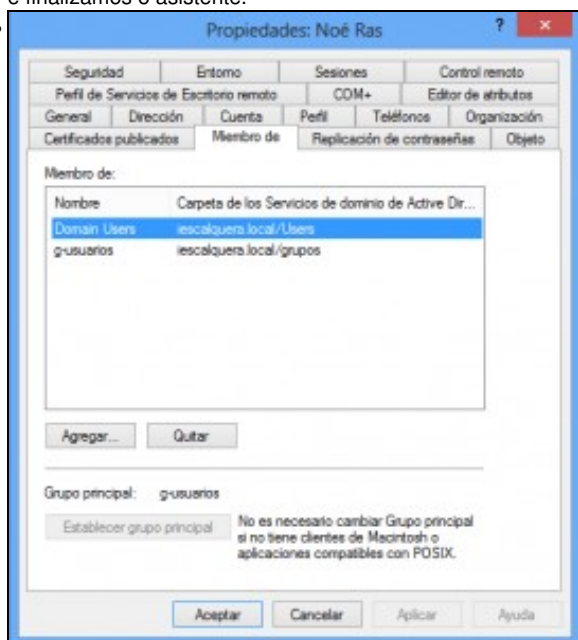 e finalizamos o asistente.
Propiedades: Noé Ras
? ×
Seguridad Entorno Sesiones Control remoto
Perfil de Servicios de Escritorio remoto COM+ Editor de atributos
General Dirección Cuenta Perfil Teléfonos Organización
Certificados publicados Miembro de Replicación de contraseñas Objeto
Miembro de:
Nombre Carpeta de los Servicios de dominio de Active Dir...
Domain Users iescalquera.local/Users
g-usuarios iescalquera.local/grupos
Agregar... Quitar
Grupo principal: g-usuarios
Establecer grupo principal
No es necesario cambiar Grupo principal
si no tiene clientes de Macintosh o
aplicaciones compatibles con POSIX.
Aceptar Cancelar Aplicar Ayuda